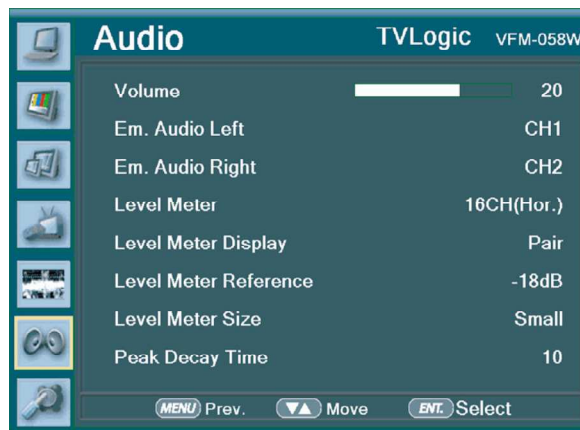 Audio TVLogic VFM-058W
Volume 20
Em. Audio Left CH1
Em. Audio Right CH2
Level Meter 16CH(Hor.)
Level Meter Display Pair
Level Meter Reference -18dB
Level Meter Size Small
Peak Decay Time 10
MENU Prev. ▼▲ Move ENT. Select